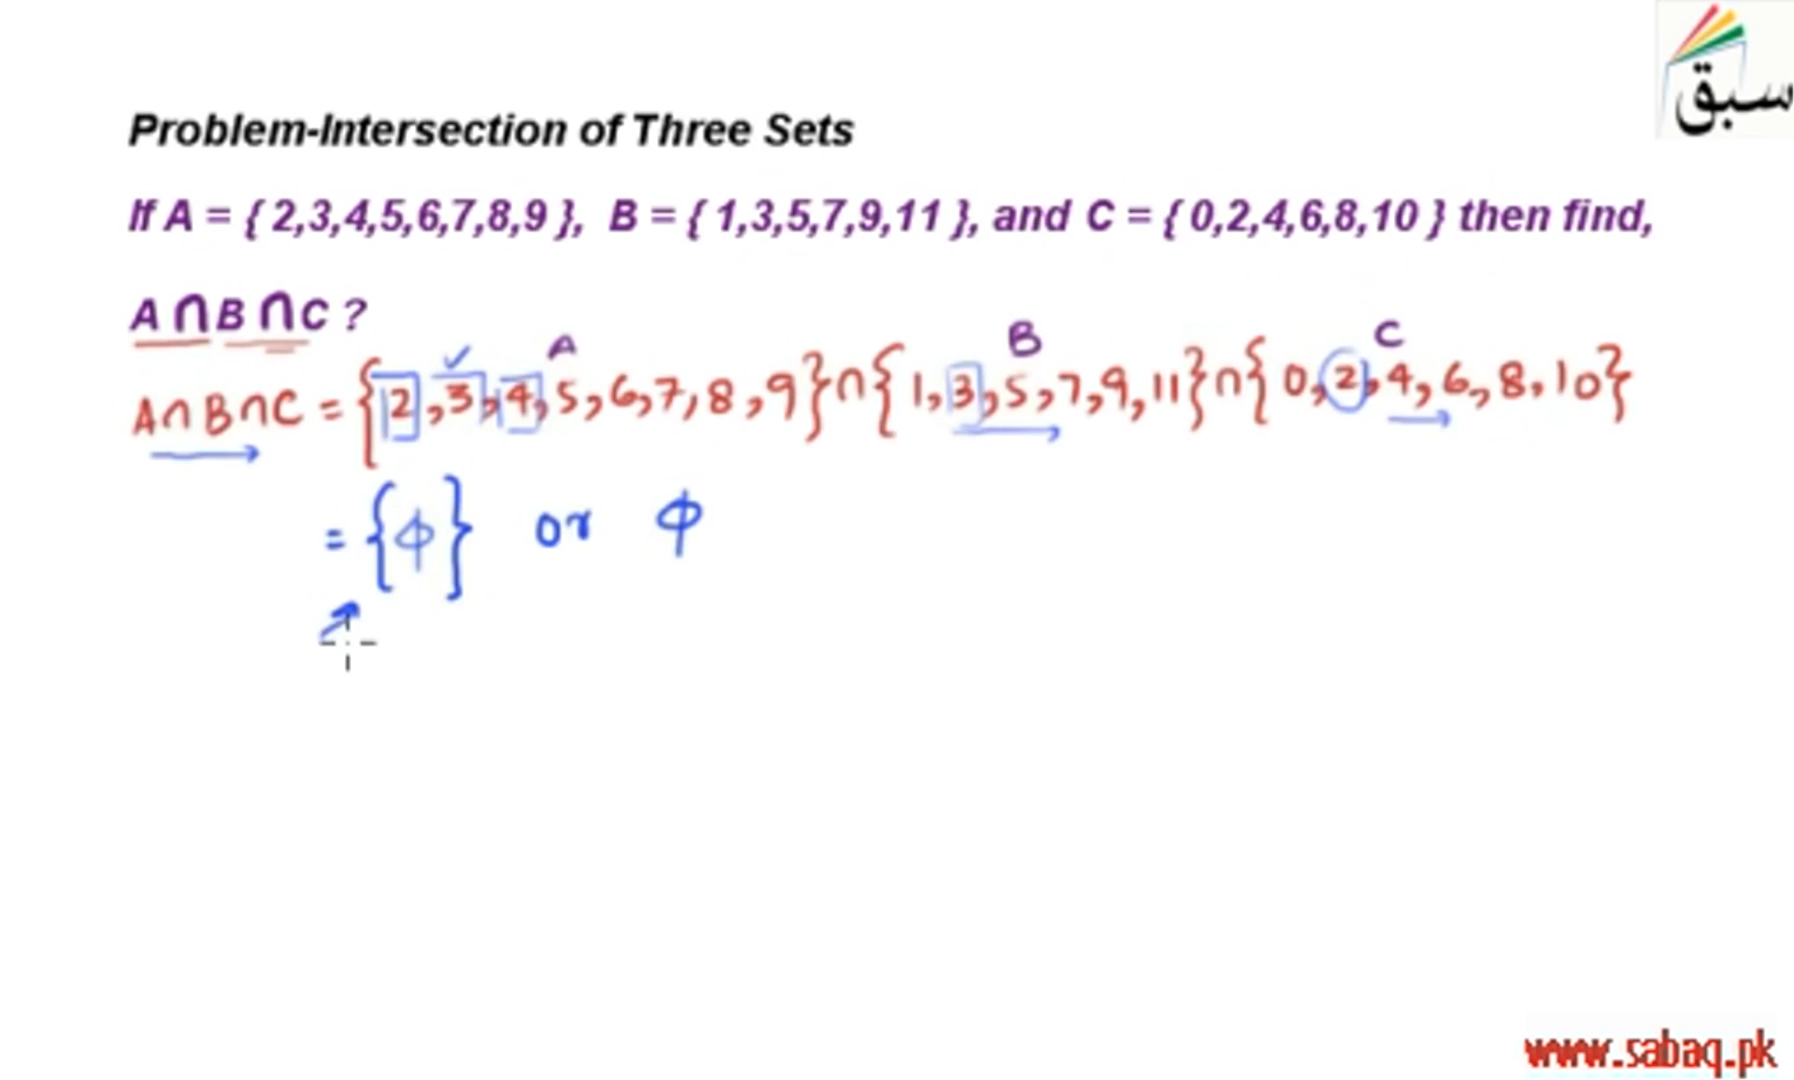 سبق
Problem-Intersection of Three Sets
If A = { 2,3,4,5,6,7,8,9 }, B = { 1,3,5,7,9,11 }, and C = { 0,2,4,6,8,10 } then find,
A ∩ B ∩ C ?
A B C
A∩B∩C = {2,3,4,5,6,7,8,9}∩{1,3,5,7,9,11}∩{0,2,4,6,8,10}
= {ϕ} or ϕ
www.sabaq.pk